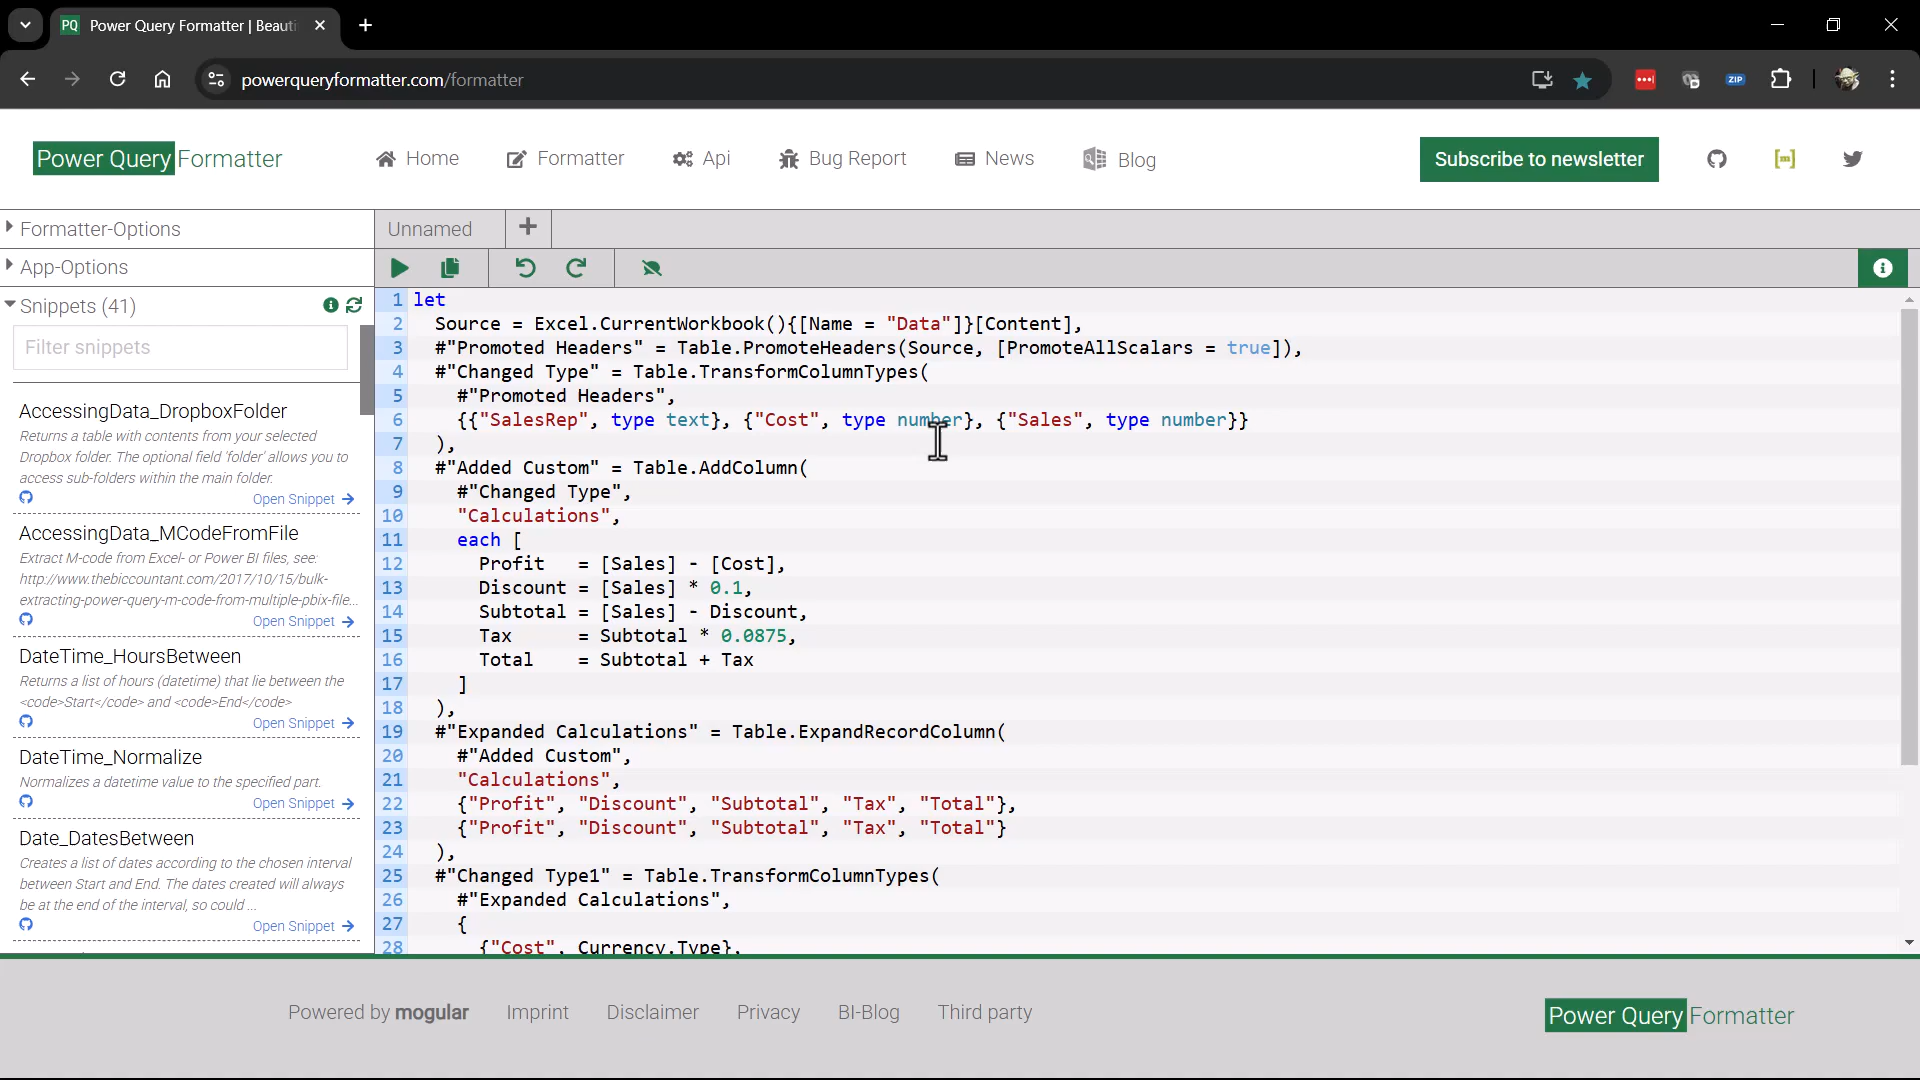 PQ Power Query Formatter | Beauti
powerqueryformatter.com/formatter
ZIP
Power Query Formatter
Home
Formatter
Api
Bug Report
News
Blog
Subscribe to newsletter
[m]
Formatter-Options
App-Options
Snippets (41)
Filter snippets
AccessingData_DropboxFolder
Returns a table with contents from your selected
Dropbox folder. The optional field 'folder' allows you to
access sub-folders within the main folder.
Open Snippet
AccessingData_MCodeFromFile
Extract M-code from Excel- or Power BI files, see:
http://www.thebiccountant.com/2017/10/15/bulk-
extracting-power-query-m-code-from-multiple-pbix-file...
Open Snippet
DateTime_HoursBetween
Returns a list of hours (datetime) that lie between the
<code>Start</code> and <code>End</code>
Open Snippet
DateTime_Normalize
Normalizes a datetime value to the specified part.
Open Snippet
Date_DatesBetween
Creates a list of dates according to the chosen interval
between Start and End. The dates created will always
be at the end of the interval, so could ...
Open Snippet
Unnamed
1 let
2 Source = Excel.CurrentWorkbook(){[Name = "Data"]}[Content],
3 #"Promoted Headers" = Table.PromoteHeaders(Source, [PromoteAllScalars = true]),
4 #"Changed Type" = Table.TransformColumnTypes(
5 #"Promoted Headers",
6 {{"SalesRep", type text}, {"Cost", type number}, {"Sales", type number}}
7 ),
8 #"Added Custom" = Table.AddColumn(
9 #"Changed Type",
10 "Calculations",
11 each [
12 Profit = [Sales] - [Cost],
13 Discount = [Sales] * 0.1,
14 Subtotal = [Sales] - Discount,
15 Tax = Subtotal * 0.0875,
16 Total = Subtotal + Tax
17 ]
18 ),
19 #"Expanded Calculations" = Table.ExpandRecordColumn(
20 #"Added Custom",
21 "Calculations",
22 {"Profit", "Discount", "Subtotal", "Tax", "Total"},
23 {"Profit", "Discount", "Subtotal", "Tax", "Total"}
24 ),
25 #"Changed Type1" = Table.TransformColumnTypes(
26 #"Expanded Calculations",
27 {
28 {"Cost", Currency.Type},
Powered by mogular
Imprint
Disclaimer
Privacy
BI-Blog
Third party
Power Query Formatter